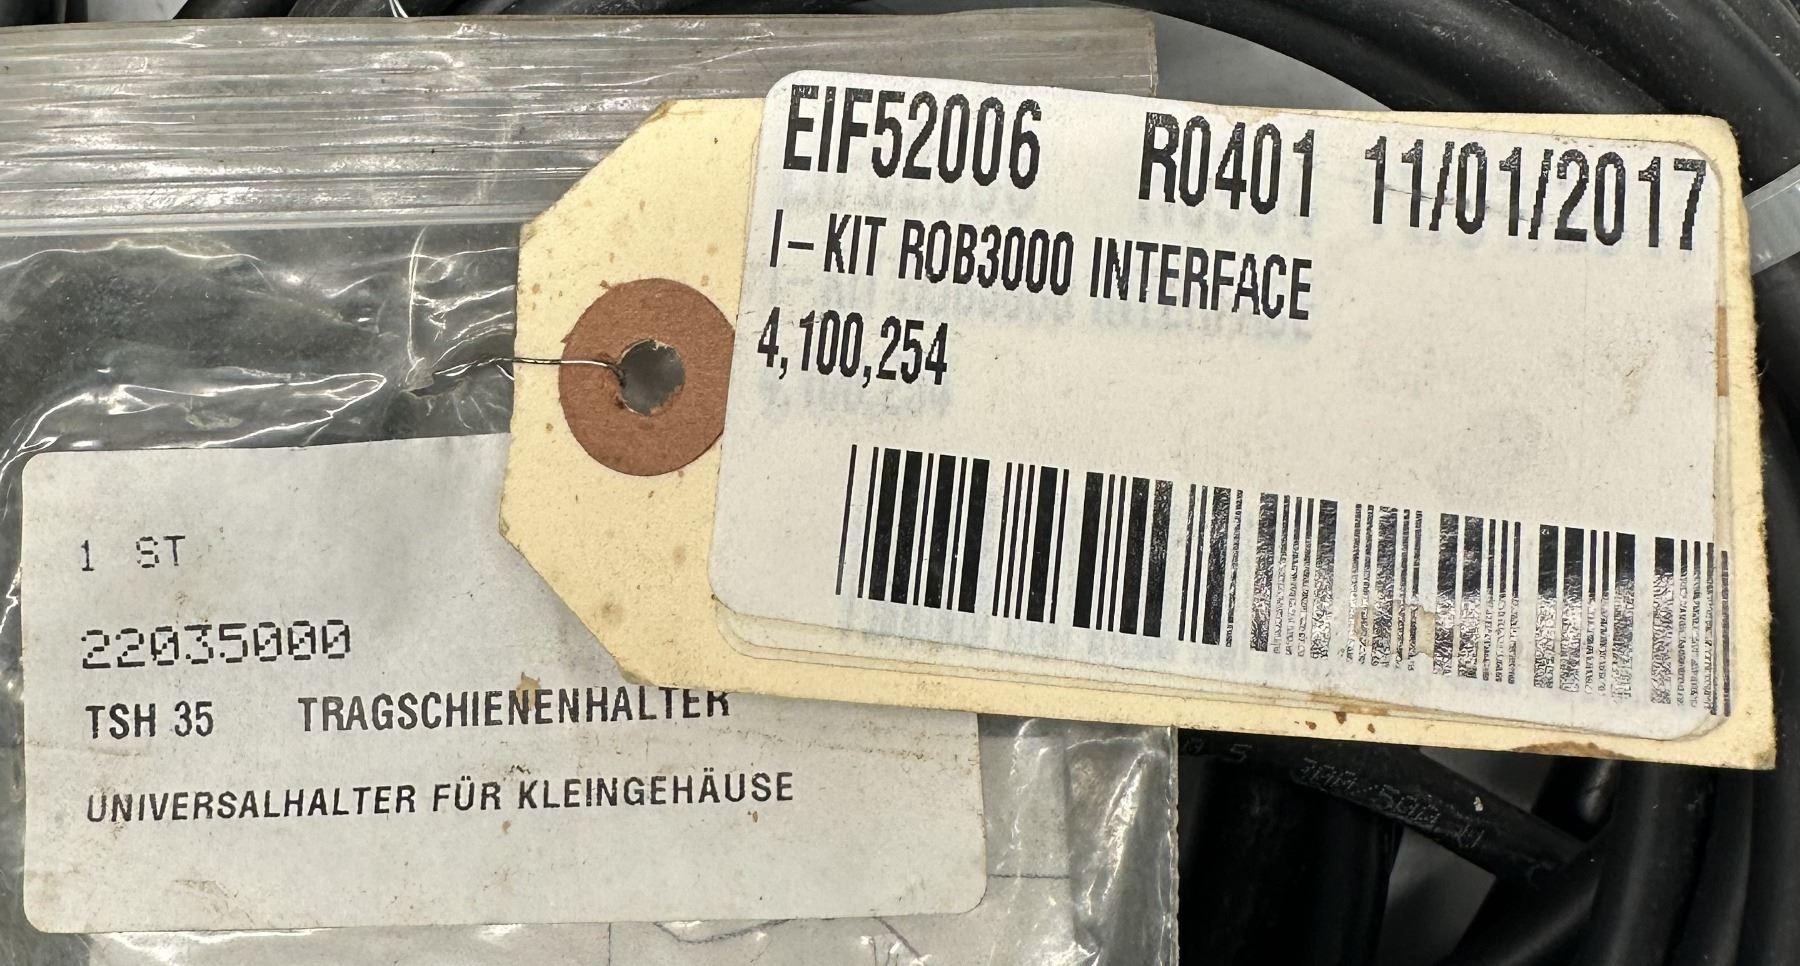 EIF52006 R0401 11/01/2017
I-KIT ROB3000 INTERFACE
4,100,254
1 ST
22035000
TSH 35 TRAGSCHIENENHALTER
UNIVERSALHALTER FÜR KLEINGEHÄUSE